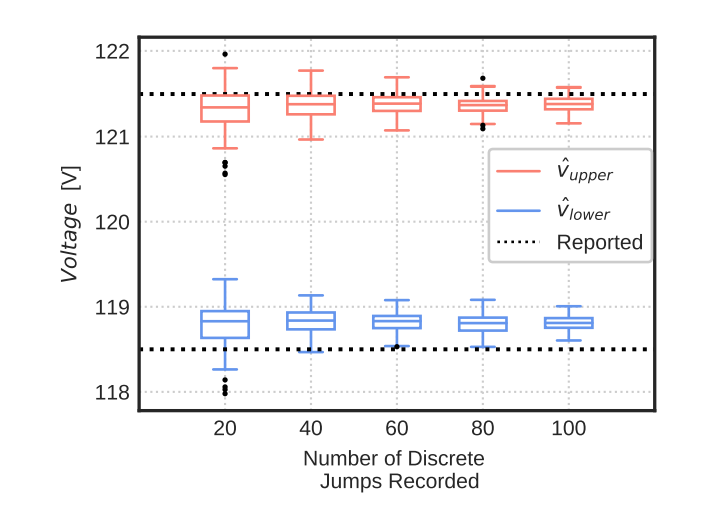 122
121
120
119
118
Voltage [V]
v̂upper
v̂lower
Reported
20 40 60 80 100
Number of Discrete
Jumps Recorded